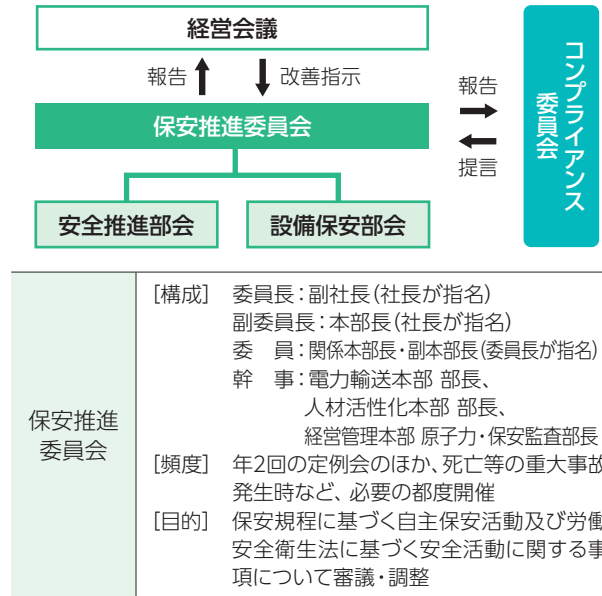 経営会議
報告
改善指示
保安推進委員会
安全推進部会
設備保安部会
報告
提言
コンプライアンス
委員会
保安推進
委員会
[構成] 委員長：副社長(社長が指名)
副委員長：本部長(社長が指名)
委　員：関係本部長・副本部長(委員長が指名)
幹　事：電力輸送本部 部長、
人材活性化本部 部長、
経営管理本部 原子力・保安監査部長
[頻度] 年2回の定例会のほか、死亡等の重大事故
発生時など、必要の都度開催
[目的] 保安規程に基づく自主保安活動及び労働
安全衛生法に基づく安全活動に関する事
項について審議・調整